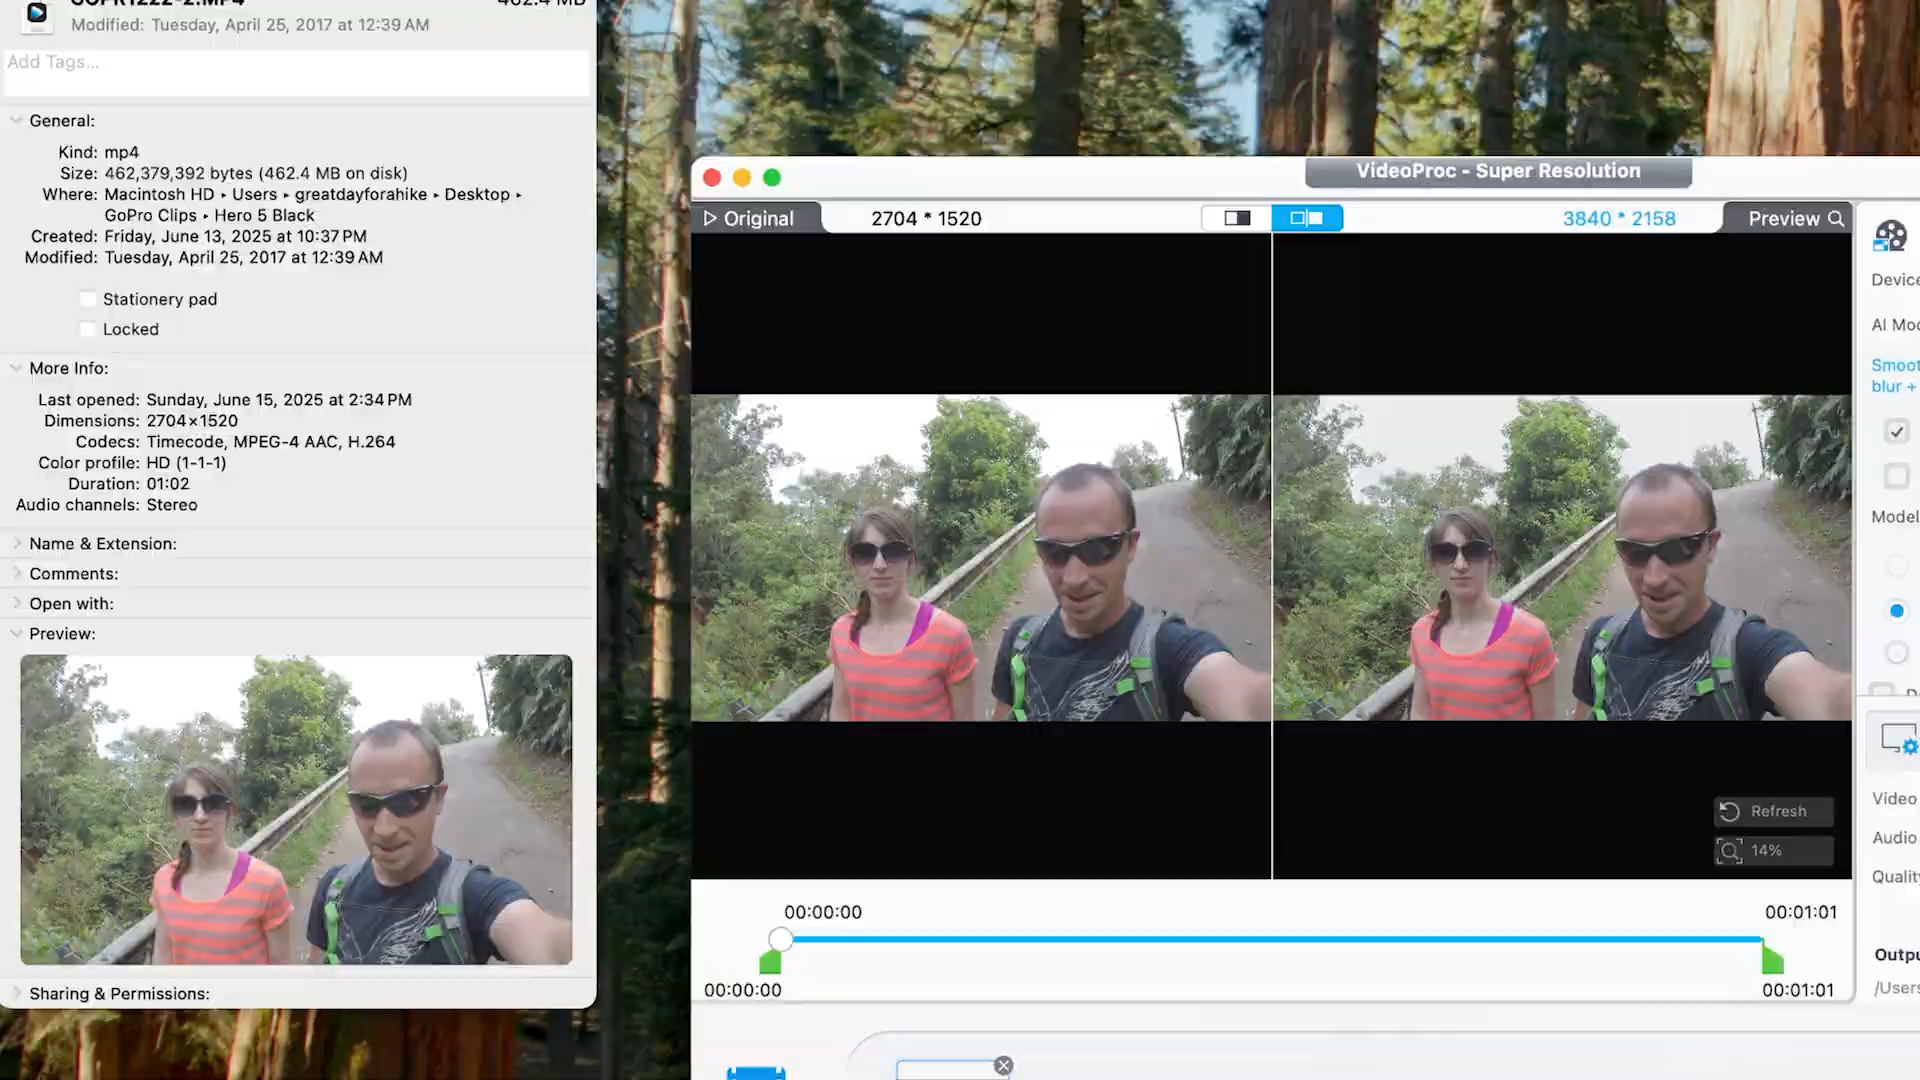 462.4 MB
Modified: Tuesday, April 25, 2017 at 12:39 AM
Add Tags...
General:
Kind: mp4
Size: 462,379,392 bytes (462.4 MB on disk)
Where: Macintosh HD ▸ Users ▸ greatdayforahike ▸ Desktop ▸
GoPro Clips ▸ Hero 5 Black
Created: Friday, June 13, 2025 at 10:37 PM
Modified: Tuesday, April 25, 2017 at 12:39 AM
Stationery pad
Locked
More Info:
Last opened: Sunday, June 15, 2025 at 2:34 PM
Dimensions: 2704×1520
Codecs: Timecode, MPEG-4 AAC, H.264
Color profile: HD (1-1-1)
Duration: 01:02
Audio channels: Stereo
Name & Extension:
Comments:
Open with:
Preview:
Sharing & Permissions:
VideoProc - Super Resolution
Original
2704 * 1520
3840 * 2158
Preview
Refresh
14%
00:00:00
00:01:01
00:00:00
00:01:01
Device
AI Mod
Smoot
blur +
Model
Video
Audio
Quality
Outpu
/Users